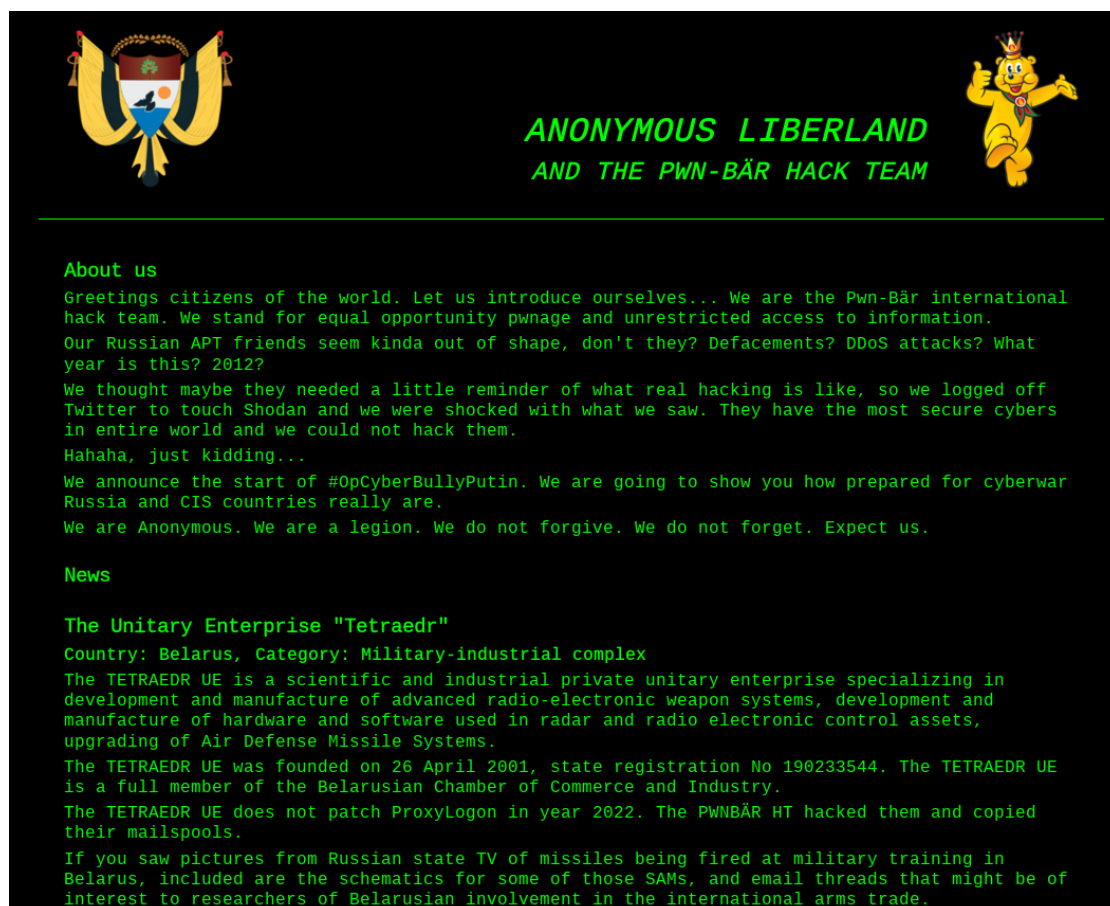 ANONYMOUS LIBERLAND
AND THE PWN-BÄR HACK TEAM
About us
Greetings citizens of the world. Let us introduce ourselves... We are the Pwn-Bär international
hack team. We stand for equal opportunity pwnage and unrestricted access to information.
Our Russian APT friends seem kinda out of shape, don't they? Defacements? DDoS attacks? What
year is this? 2012?
We thought maybe they needed a little reminder of what real hacking is like, so we logged off
Twitter to touch Shodan and we were shocked with what we saw. They have the most secure cybers
in entire world and we could not hack them.
Hahaha, just kidding...
We announce the start of #OpCyberBullyPutin. We are going to show you how prepared for cyberwar
Russia and CIS countries really are.
We are Anonymous. We are a legion. We do not forgive. We do not forget. Expect us.
News
The Unitary Enterprise "Tetraedr"
Country: Belarus, Category: Military-industrial complex
The TETRAEDR UE is a scientific and industrial private unitary enterprise specializing in
development and manufacture of advanced radio-electronic weapon systems, development and
manufacture of hardware and software used in radar and radio electronic control assets,
upgrading of Air Defense Missile Systems.
The TETRAEDR UE was founded on 26 April 2001, state registration No 190233544. The TETRAEDR UE
is a full member of the Belarusian Chamber of Commerce and Industry.
The TETRAEDR UE does not patch ProxyLogon in year 2022. The PWNBÄR HT hacked them and copied
their mailspools.
If you saw pictures from Russian state TV of missiles being fired at military training in
Belarus, included are the schematics for some of those SAMs, and email threads that might be of
interest to researchers of Belarusian involvement in the international arms trade.